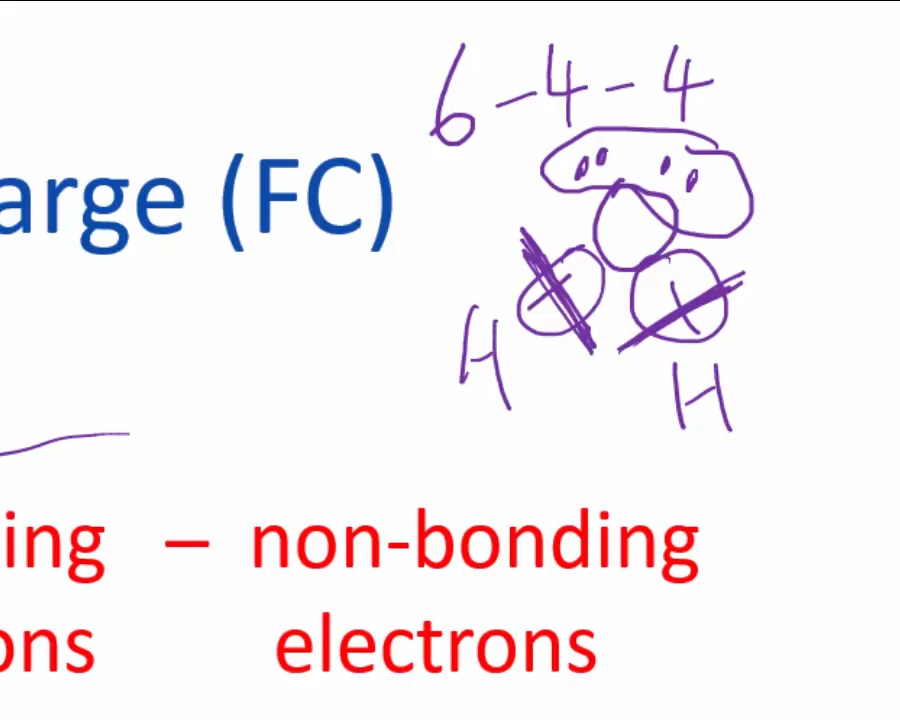 6 - 4 - 4
arge (FC)
H
H
ing – non-bonding
ons electrons